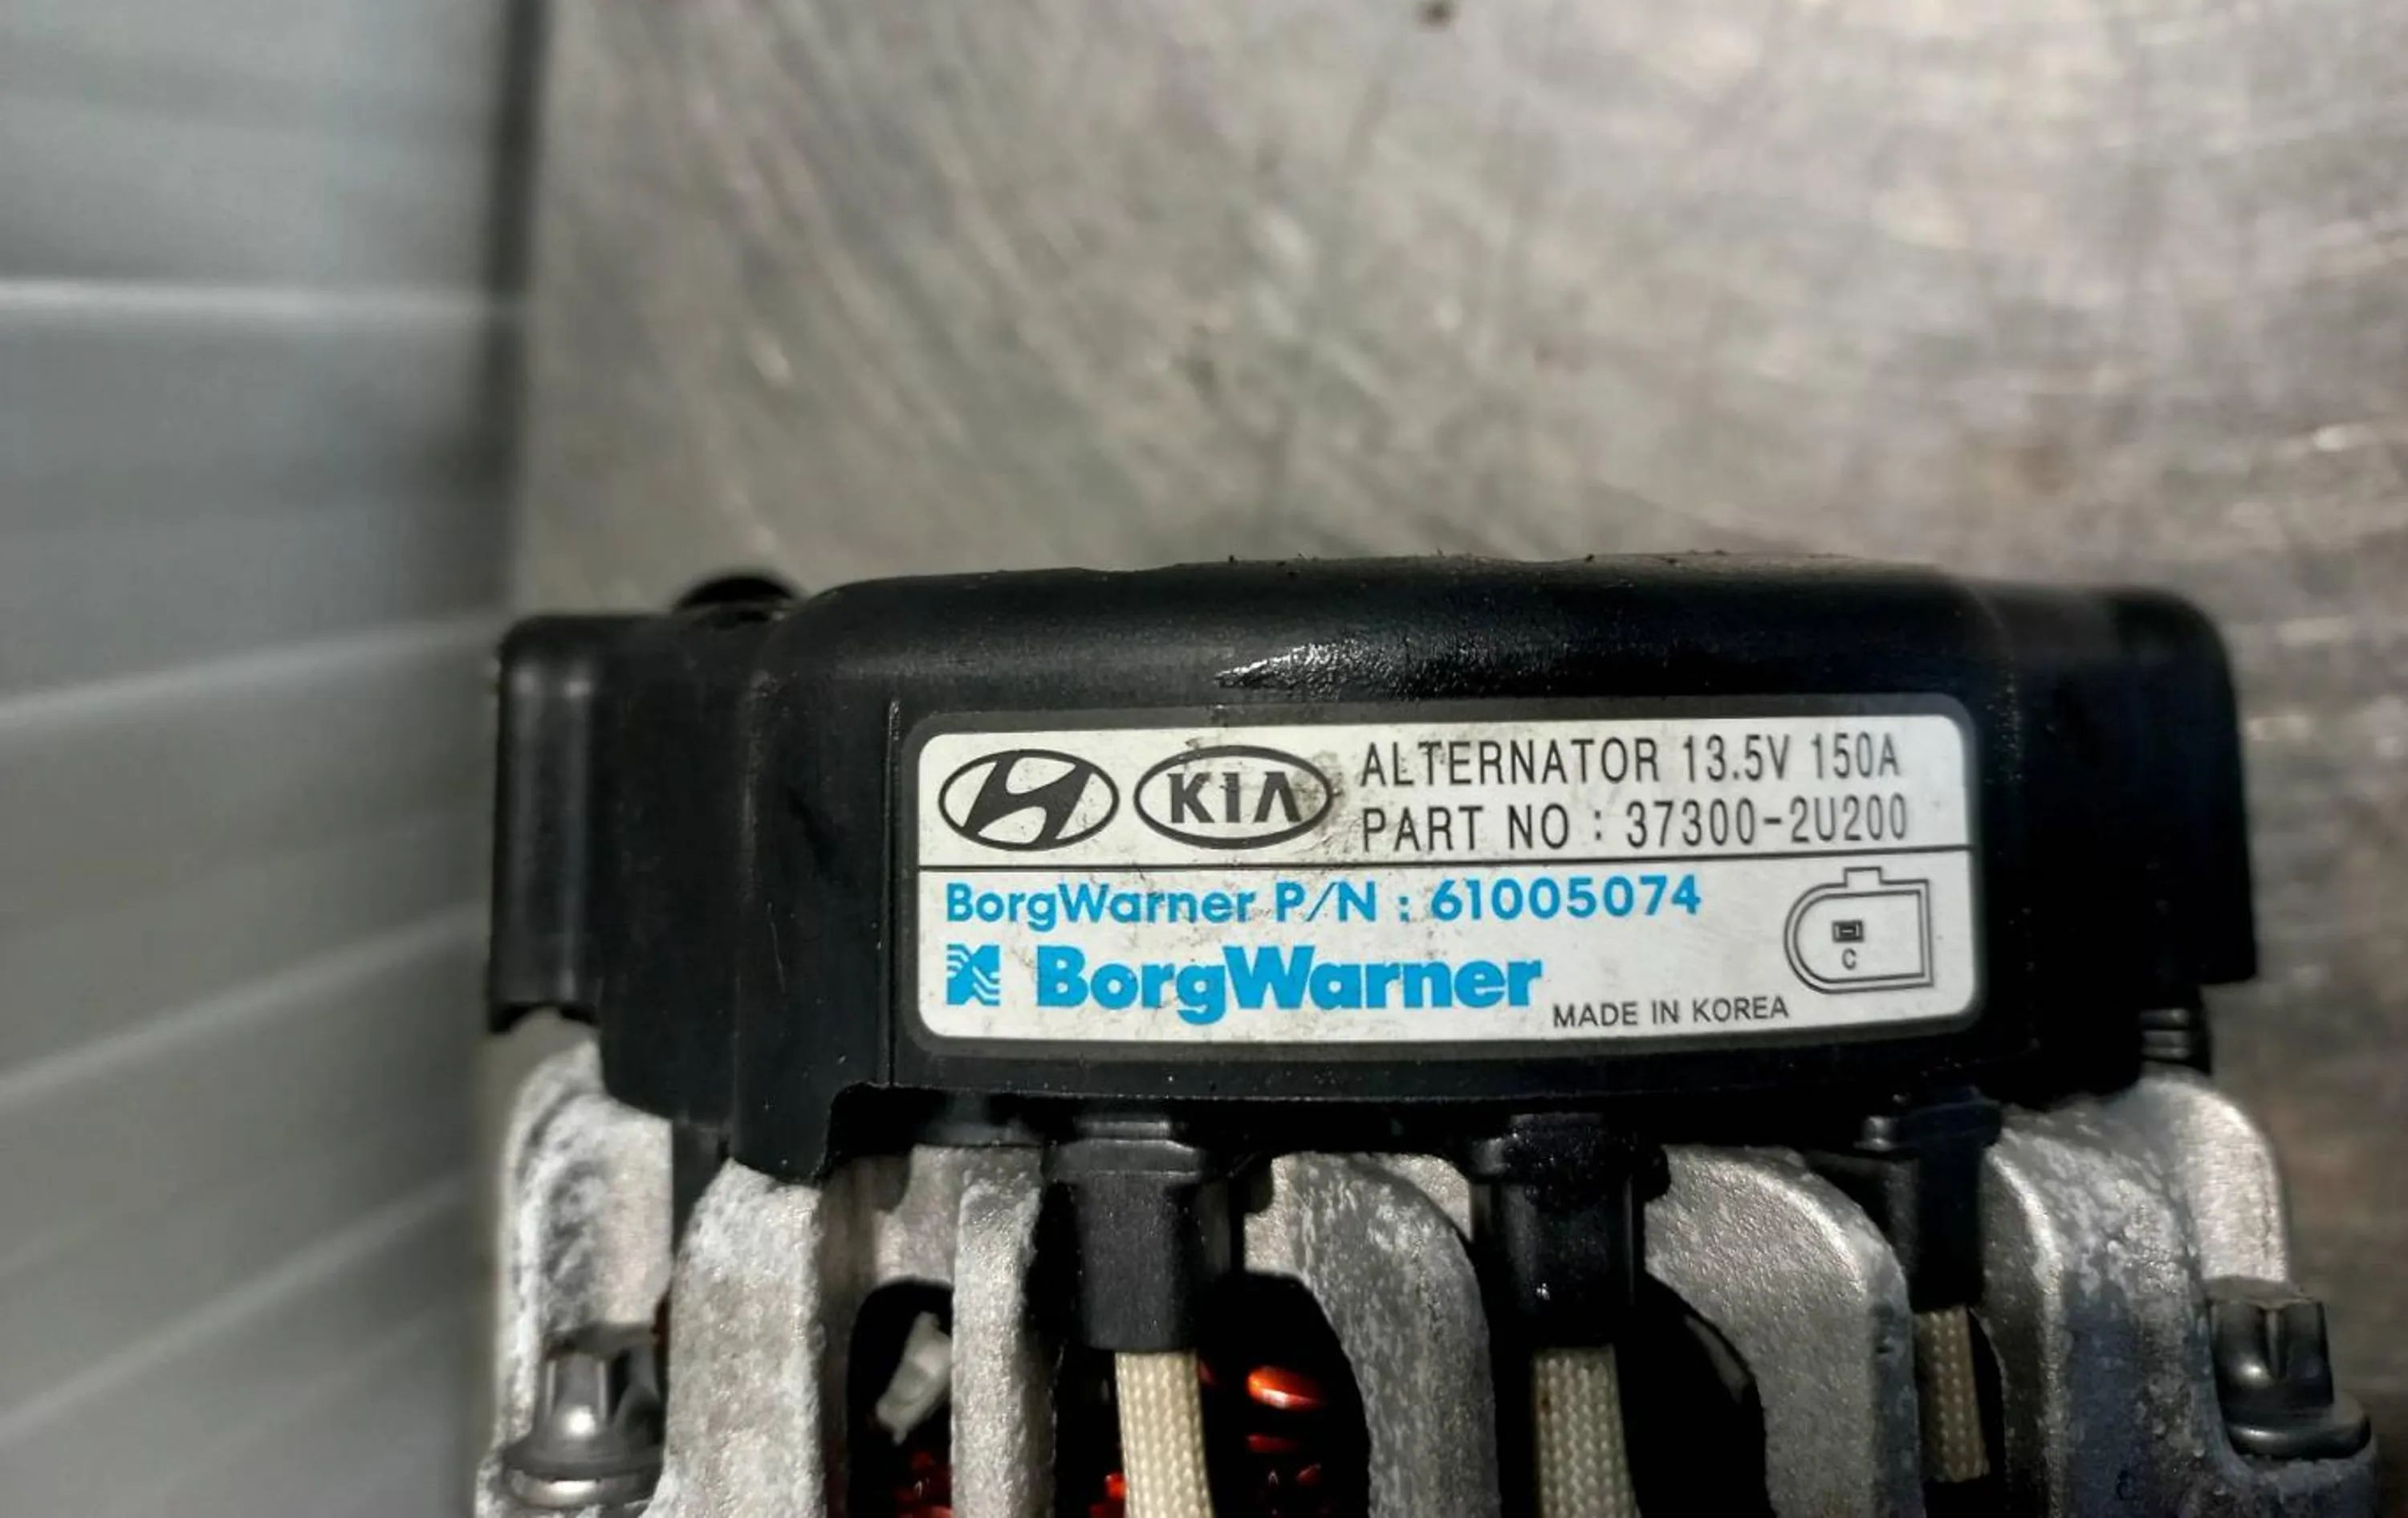 KIA
ALTERNATOR 13.5V 150A
PART NO : 37300-2U200
BorgWarner P/N : 61005074
BorgWarner
MADE IN KOREA
C